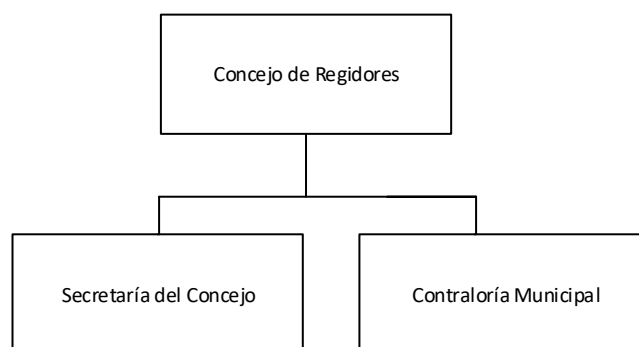 Concejo de Regidores
Secretaría del Concejo
Contraloría Municipal